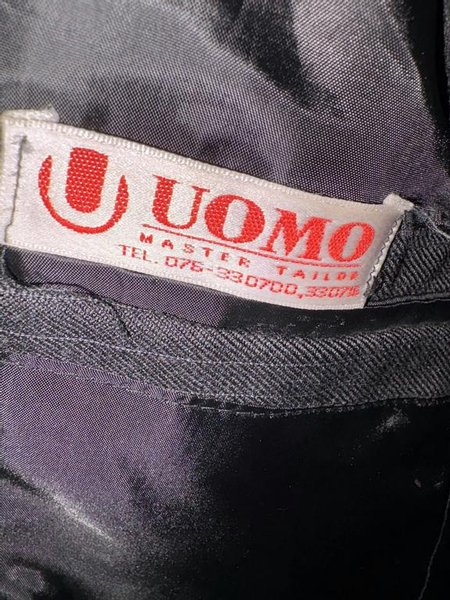 U UOMO
MASTER TAILOR
TEL. 076-330700,